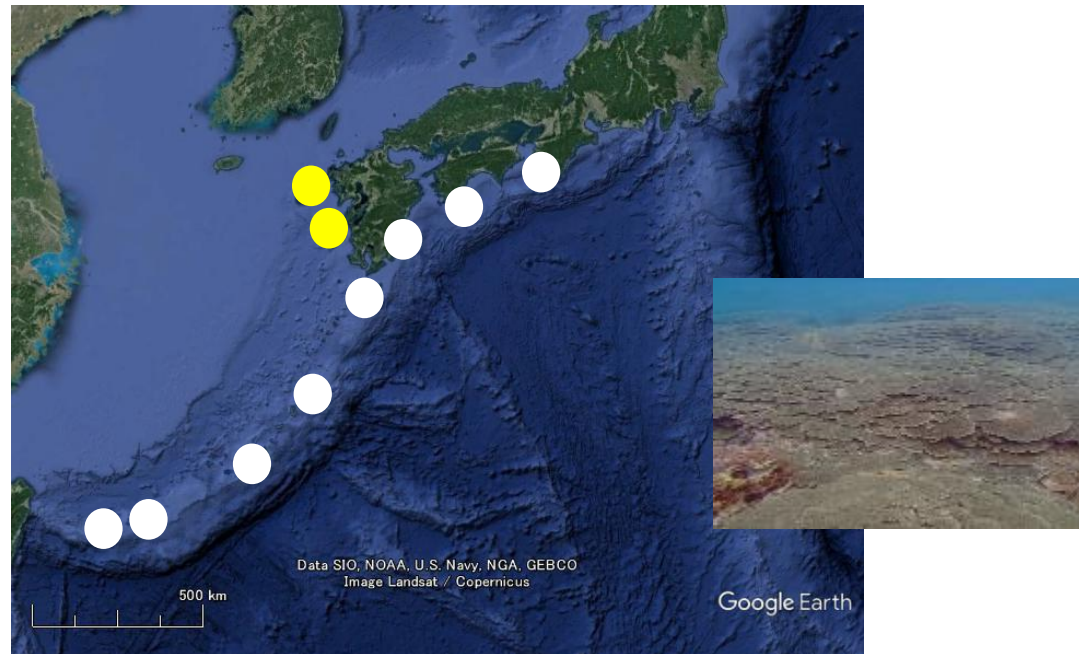 Data SIO, NOAA, U.S. Navy, NGA, GEBCO
Image Landsat / Copernicus
500 km
Google Earth